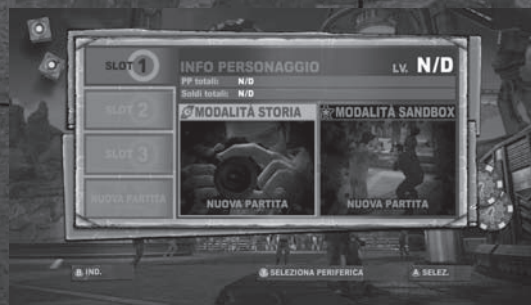 SLOT 1
INFO PERSONAGGIO
LV. N/D
PP totali: N/D
Soldi totali: N/D
SLOT 2
SLOT 3
NUOVA PARTITA
MODALITÀ STORIA
NUOVA PARTITA
MODALITÀ SANDBOX
NUOVA PARTITA
B IND.
SELEZIONA PERIFERICA
A SELEZ.